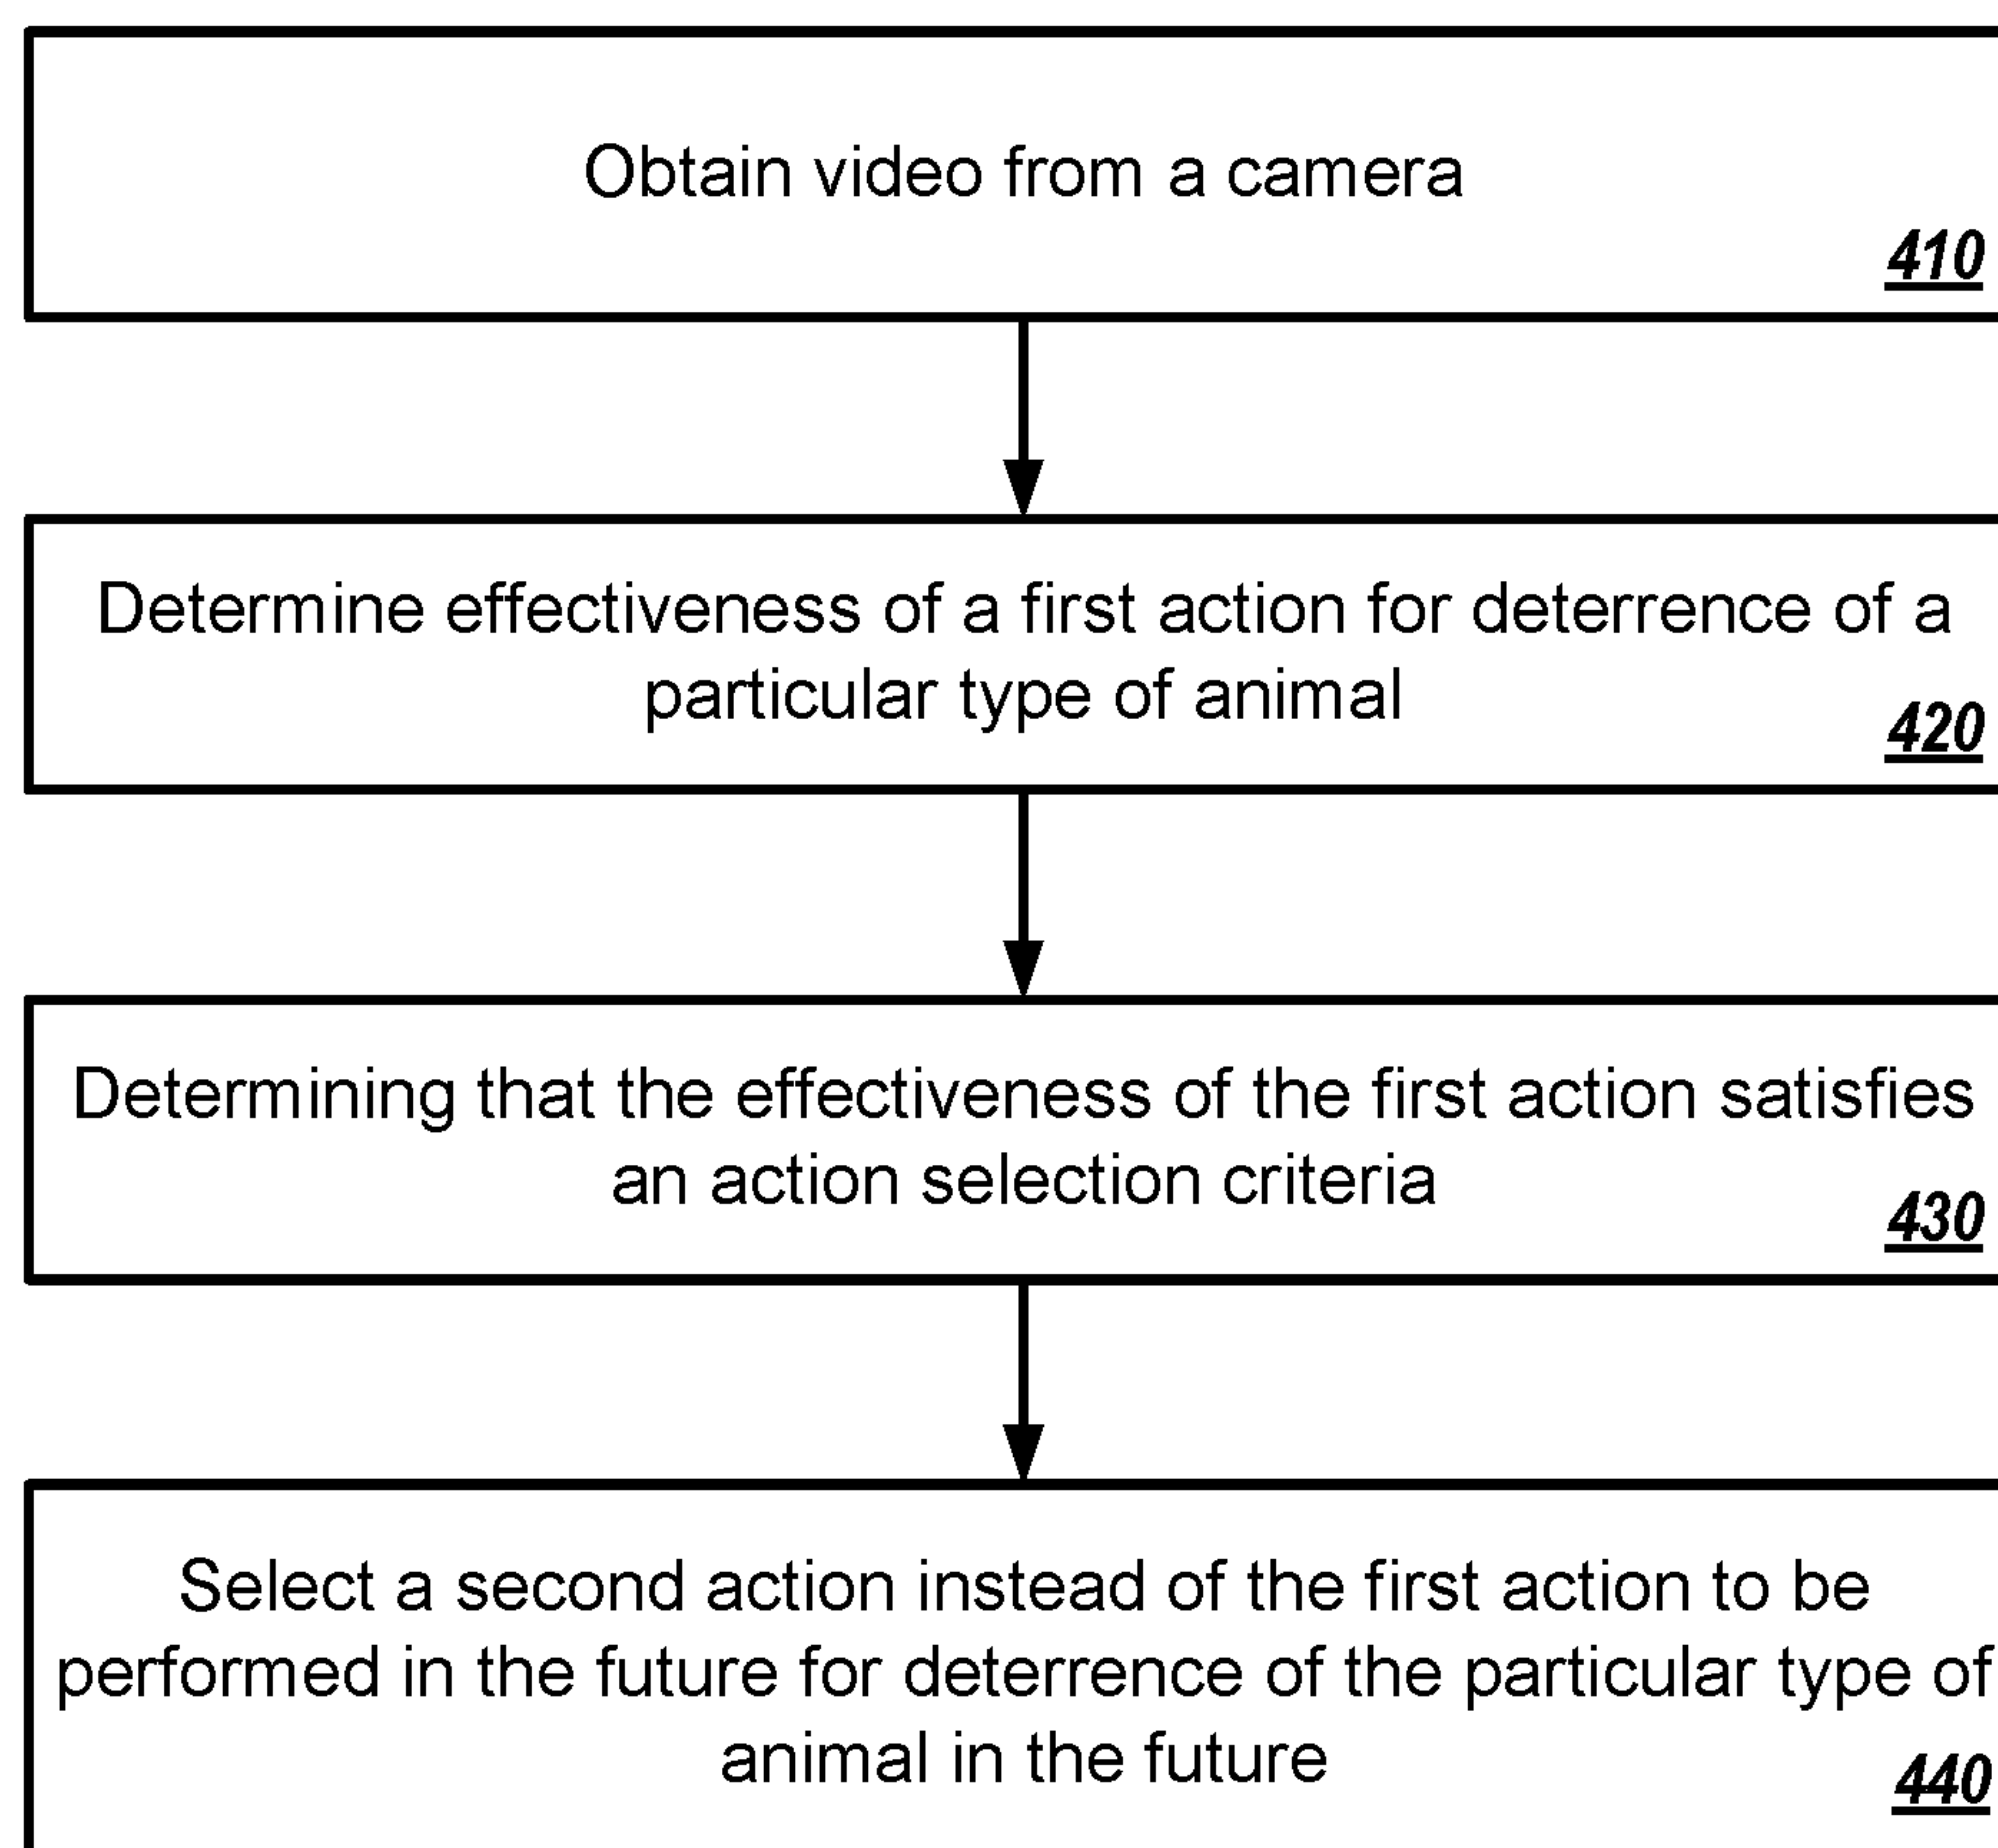 Obtain video from a camera
410
Determine effectiveness of a first action for deterrence of a
particular type of animal
420
Determining that the effectiveness of the first action satisfies
an action selection criteria
430
Select a second action instead of the first action to be
performed in the future for deterrence of the particular type of
animal in the future
440